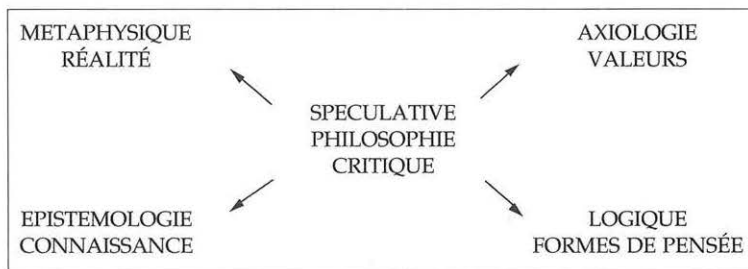 METAPHYSIQUE
RÉALITÉ
AXIOLOGIE
VALEURS
SPECULATIVE
PHILOSOPHIE
CRITIQUE
EPISTEMOLOGIE
CONNAISSANCE
LOGIQUE
FORMES DE PENSÉE